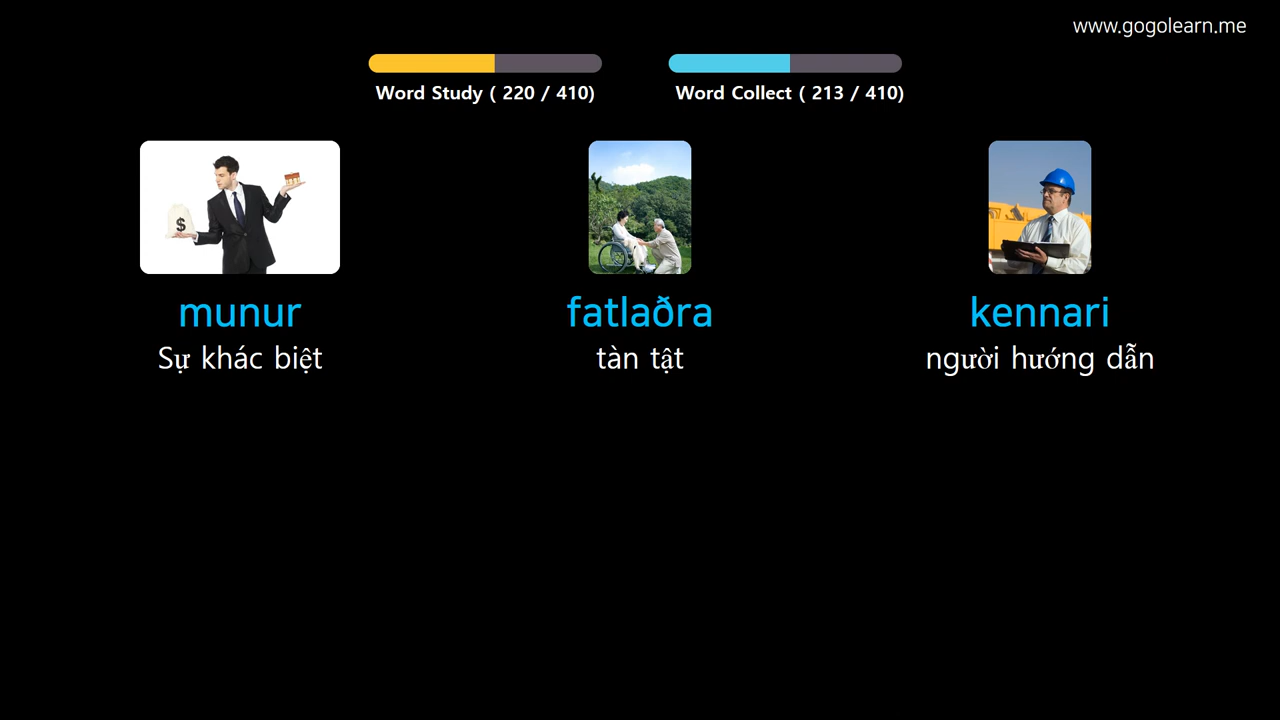 www.gogolearn.me
Word Study ( 220 / 410)
Word Collect ( 213 / 410)
munur
fatlaðra
kennari
Sự khác biệt
tàn tật
người hướng dẫn